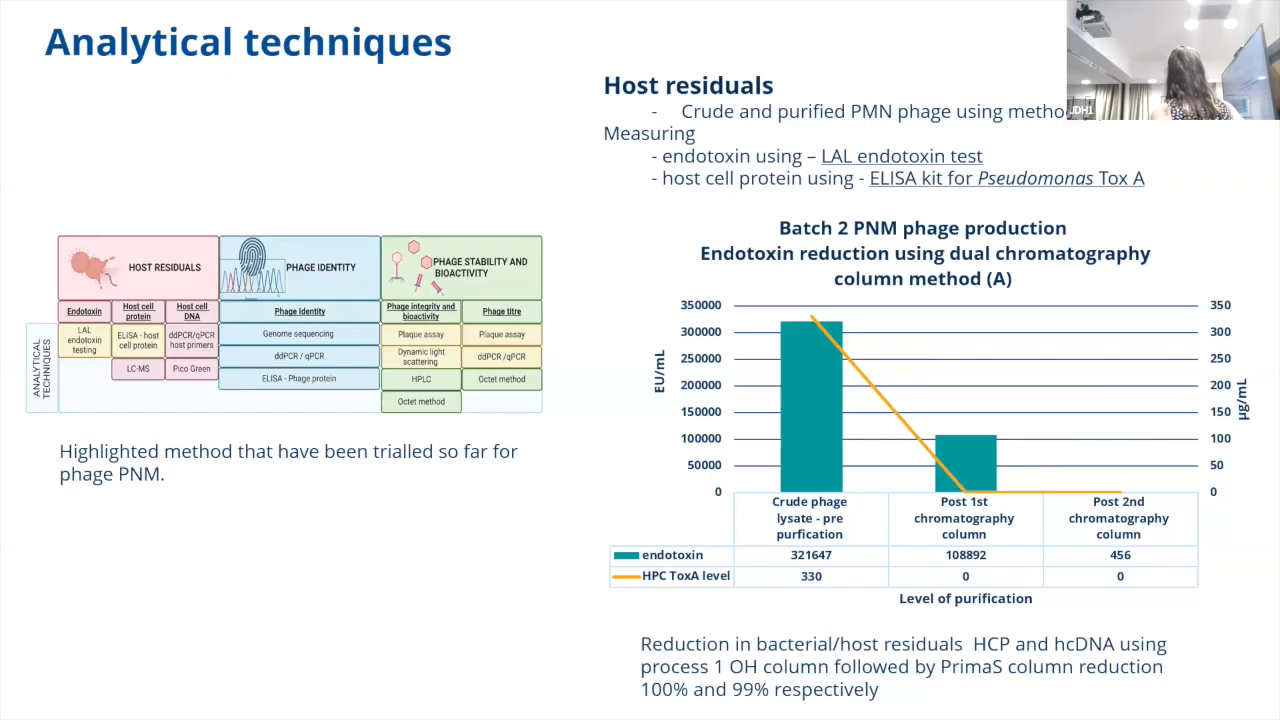 Analytical techniques
Host residuals
- Crude and purified PMN phage using metho
Measuring
- endotoxin using – LAL endotoxin test
- host cell protein using - ELISA kit for Pseudomonas Tox A
JDH1
HOST RESIDUALS
PHAGE IDENTITY
PHAGE STABILITY AND
BIOACTIVITY
Endotoxin
Host cell
protein
Host cell
DNA
Phage Identity
Phage integrity and
bioactivity
Phage titre
ANALYTICAL
TECHNIQUES
LAL
endotoxin
testing
ELISA - host
cell protein
ddPCR/qPCR
host primers
Genome sequencing
Plaque assay
Plaque assay
LC-MS
Pico Green
ddPCR / qPCR
Dynamic light
scattering
ddPCR /qPCR
ELISA - Phage protein
HPLC
Octet method
Octet method
Highlighted method that have been trialled so far for
phage PNM.
Batch 2 PNM phage production
Endotoxin reduction using dual chromatography
column method (A)
EU/mL
350000
300000
250000
200000
150000
100000
50000
0
350
300
250
200
150
100
50
0
µg/mL
Crude phage
lysate - pre
purfication
Post 1st
chromatography
column
Post 2nd
chromatography
column
endotoxin 321647 108892 456
HPC ToxA level 330 0 0
Level of purification
Reduction in bacterial/host residuals HCP and hcDNA using
process 1 OH column followed by PrimaS column reduction
100% and 99% respectively